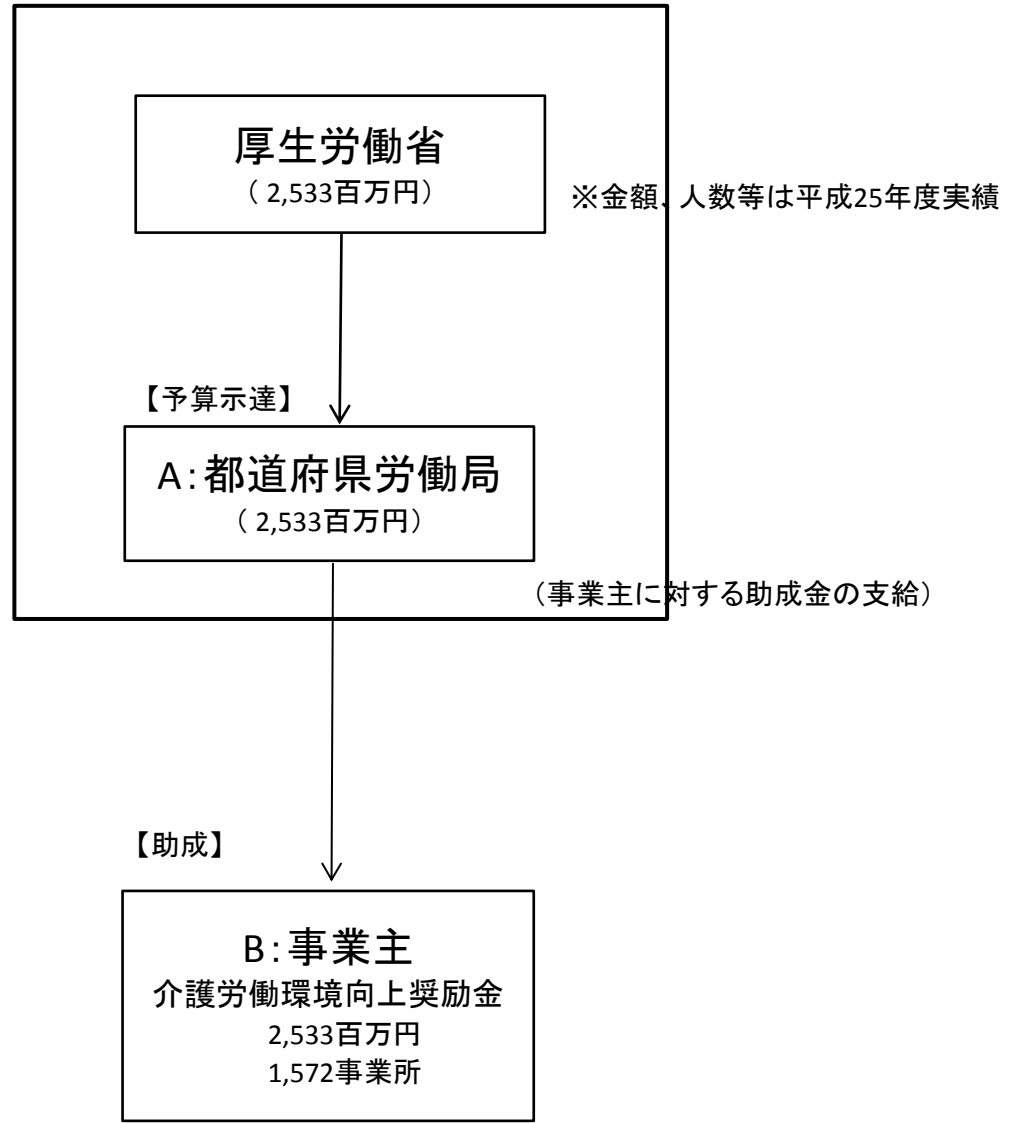 厚生労働省
（ 2,533百万円）
※金額、人数等は平成25年度実績
【予算示達】
A：都道府県労働局
（ 2,533百万円）
（事業主に対する助成金の支給）
【助成】
B：事業主
介護労働環境向上奨励金
2,533百万円
1,572事業所